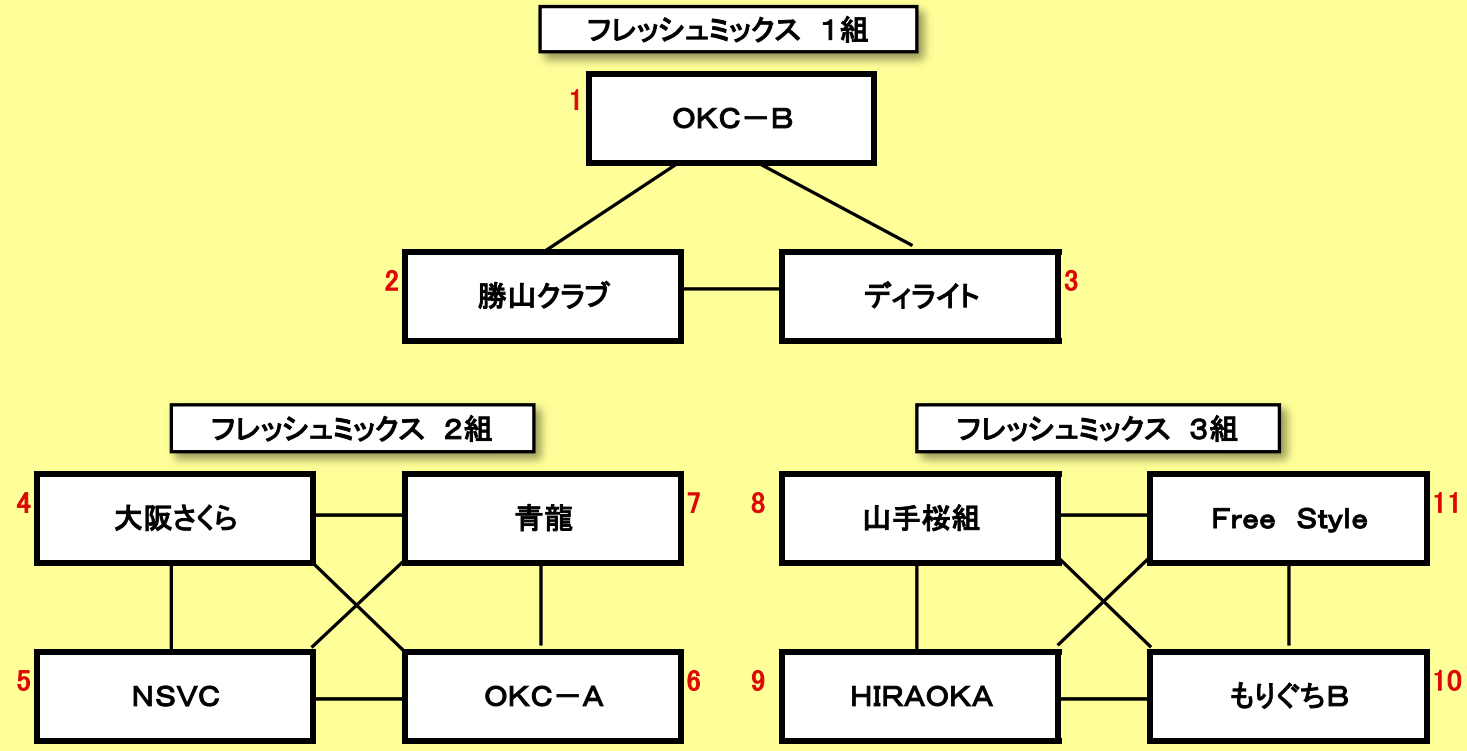 フレッシュミックス　１組
1
ＯＫＣ－Ｂ
2
勝山クラブ
ディライト
3
フレッシュミックス　２組
フレッシュミックス　３組
4
大阪さくら
青龍
7
8
山手桜組
Ｆｒｅｅ　Ｓｔｙｌｅ
11
5
ＮＳＶＣ
ＯＫＣ－Ａ
6
9
HIRAOKA
もりぐちＢ
10